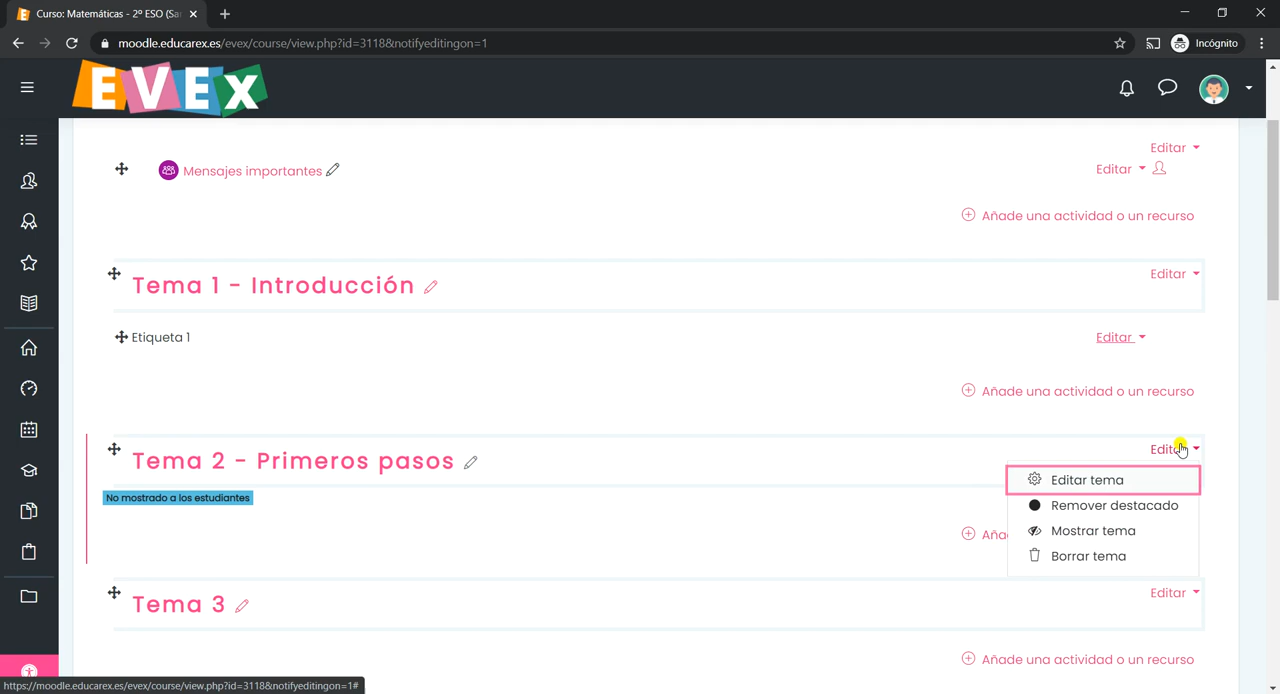 Curso: Matemáticas - 2º ESO (Sa
moodle.educarex.es/evex/course/view.php?id=3118&notifyeditingon=1
Incógnito
EVEX
Editar
Mensajes importantes
Editar
Añade una actividad o un recurso
Tema 1 - Introducción
Editar
Etiqueta 1
Editar
Añade una actividad o un recurso
Tema 2 - Primeros pasos
Editar
Editar tema
No mostrado a los estudiantes
Remover destacado
Mostrar tema
Aña
Borrar tema
Tema 3
Editar
Añade una actividad o un recurso
https://moodle.educarex.es/evex/course/view.php?id=3118&notifyeditingon=1#